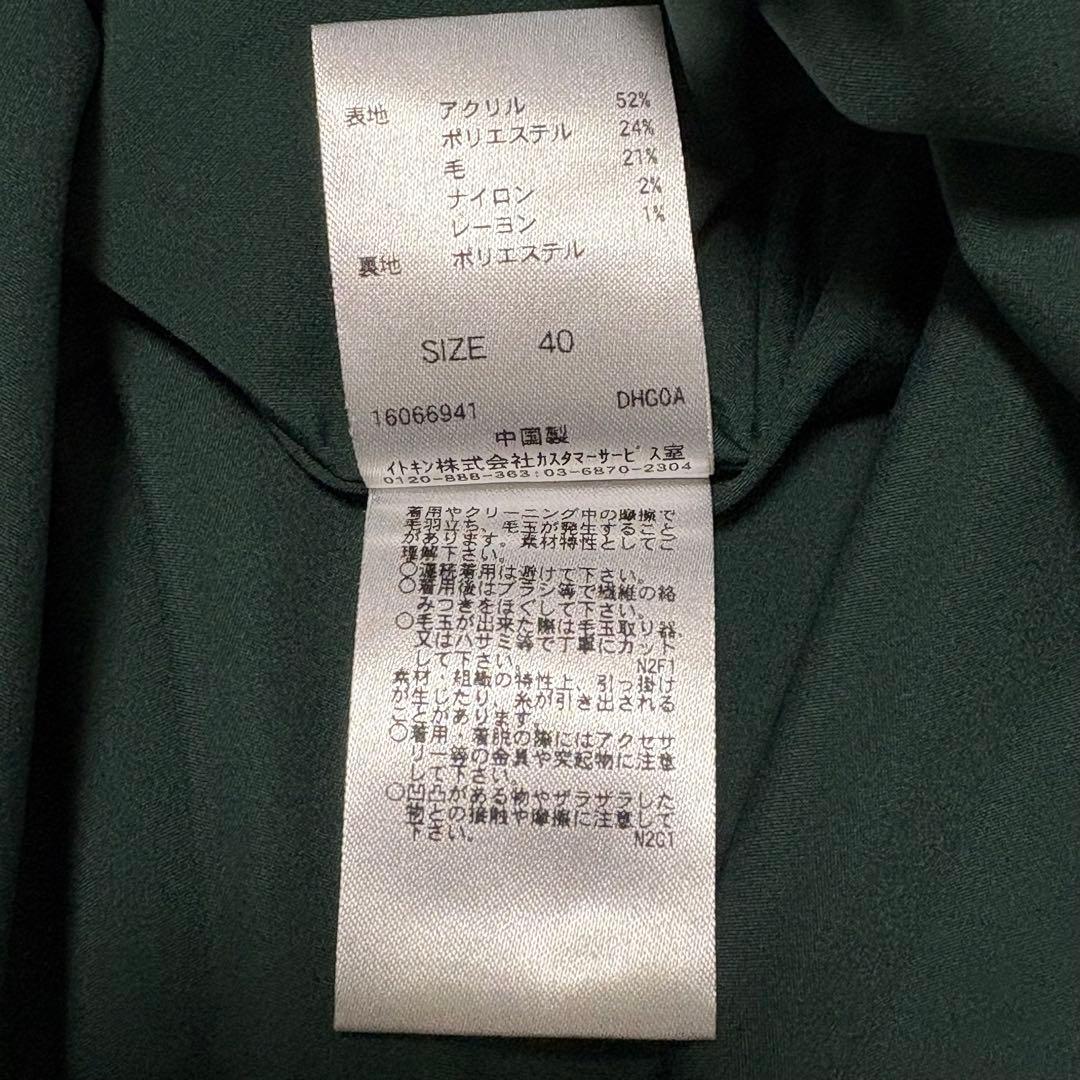 表地 アクリル 52%
ポリエステル 24%
毛 21%
ナイロン 2%
レーヨン 1%
裏地 ポリエステル
SIZE 40
16066941 DHG0A
中国製
イトキン株式会社カスタマーサービス室
0120-888-363:03-6870-2304
着用やクリーニング中の摩擦で
毛羽立ち、毛玉が発生すること
があります。素材特性としてご
理解下さい。
○連続着用は避けて下さい。
○着用後はブラシ等で繊維の絡
みつきをほぐして下さい。
○毛玉が出来た際は毛玉取り器、
又はハサミ等で丁寧にカット
して下さい。
N2F1
素材・組織の特性上、引っ掛け
が生じたり、糸が引き出される
ことがあります。
○着用・着脱の際にはアクセサ
リー等の金具や突起物に注意
して下さい。
○凹凸がある物やザラザラした
物との接触や摩擦に注意して
下さい。
N2G1